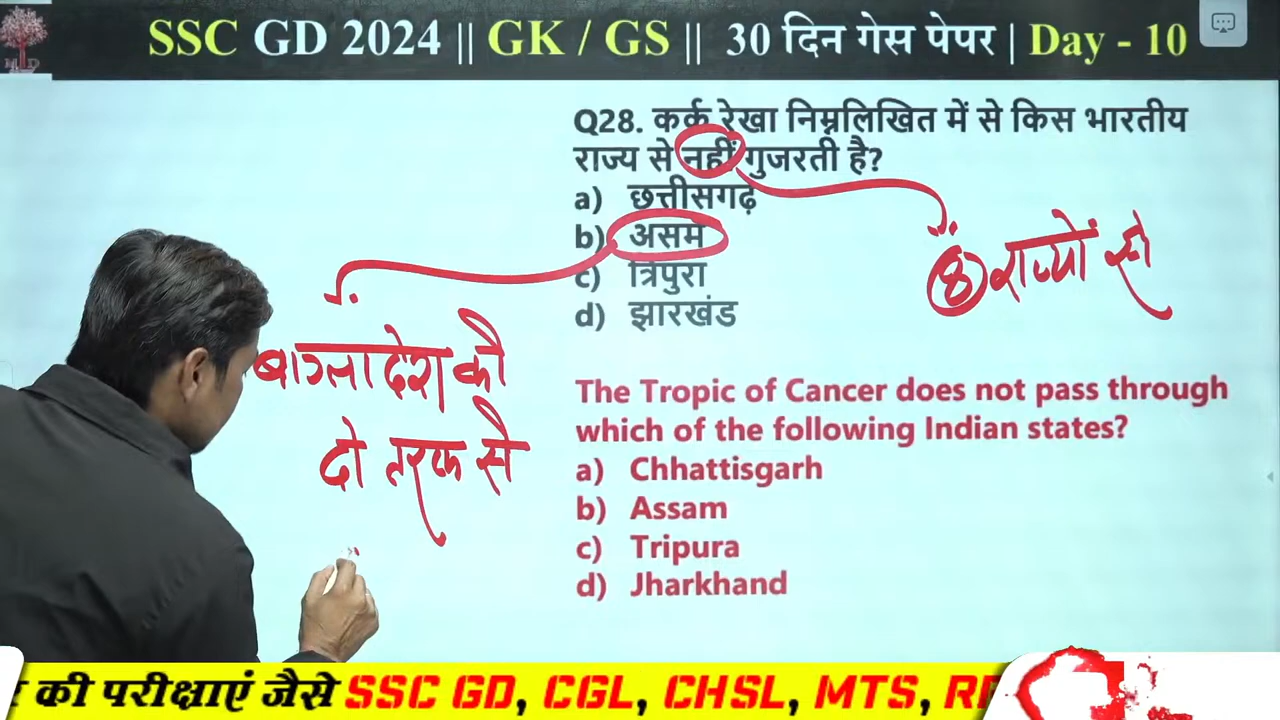 SSC GD 2024 || GK / GS || 30 दिन गेस पेपर | Day - 10
Q28. कर्क रेखा निम्नलिखित में से किस भारतीय
राज्य से नहीं गुजरती है?
a) छत्तीसगढ़
b) असम
c) त्रिपुरा
d) झारखंड
8 राज्यों से
बाग्लादेश की
दो तरफ से
The Tropic of Cancer does not pass through
which of the following Indian states?
a) Chhattisgarh
b) Assam
c) Tripura
d) Jharkhand
की परीक्षाएं जैसे SSC GD, CGL, CHSL, MTS,